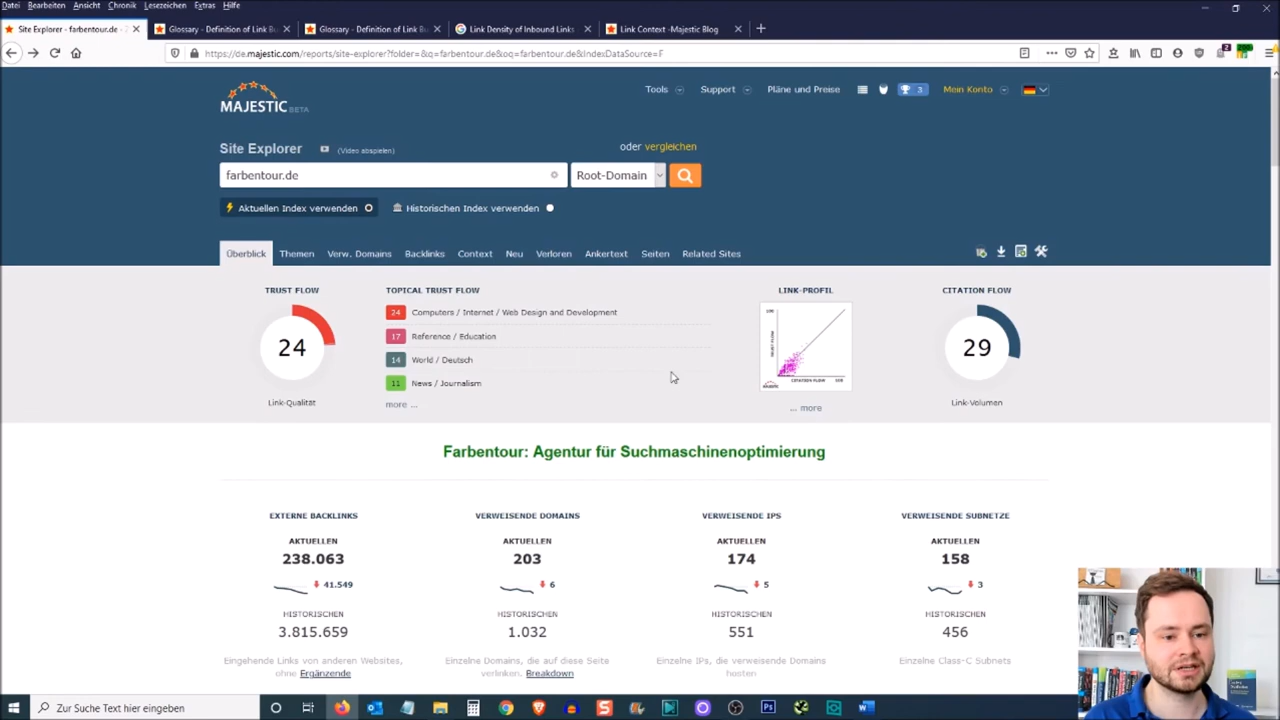 Datei Bearbeiten Ansicht Chronik Lesezeichen Extras Hilfe
Site Explorer - farbentour.de - Glossary - Definition of Link Bu Glossary - Definition of Link Bu Link Density of Inbound Links Link Context -Majestic Blog
https://de.majestic.com/reports/site-explorer?folder=&q=farbentour.de&oq=farbentour.de&IndexDataSource=F
MAJESTIC BETA
Tools Support Pläne und Preise 3 Mein Konto
Site Explorer (Video abspielen) oder vergleichen
farbentour.de Root-Domain
Aktuellen Index verwenden Historischen Index verwenden
Überblick Themen Verw. Domains Backlinks Context Neu Verloren Ankertext Seiten Related Sites
TRUST FLOW TOPICAL TRUST FLOW LINK-PROFIL CITATION FLOW
24 Computers / Internet / Web Design and Development
17 Reference / Education
14 World / Deutsch
11 News / Journalism
more ...
24
Link-Qualität
TRUST FLOW
CITATION FLOW
MAJESTIC
... more
29
Link-Volumen
Farbentour: Agentur für Suchmaschinenoptimierung
EXTERNE BACKLINKS VERWEISENDE DOMAINS VERWEISENDE IPS VERWEISENDE SUBNETZE
AKTUELLEN AKTUELLEN AKTUELLEN AKTUELLEN
238.063 203 174 158
41.549 6 5 3
HISTORISCHEN HISTORISCHEN HISTORISCHEN HISTORISCHEN
3.815.659 1.032 551 456
Eingehende Links von anderen Websites, Einzelne Domains, die auf diese Seite Einzelne IPs, die verweisende Domains Einzelne Class-C Subnets
ohne Ergänzende verlinken. Breakdown hosten
Zur Suche Text hier eingeben